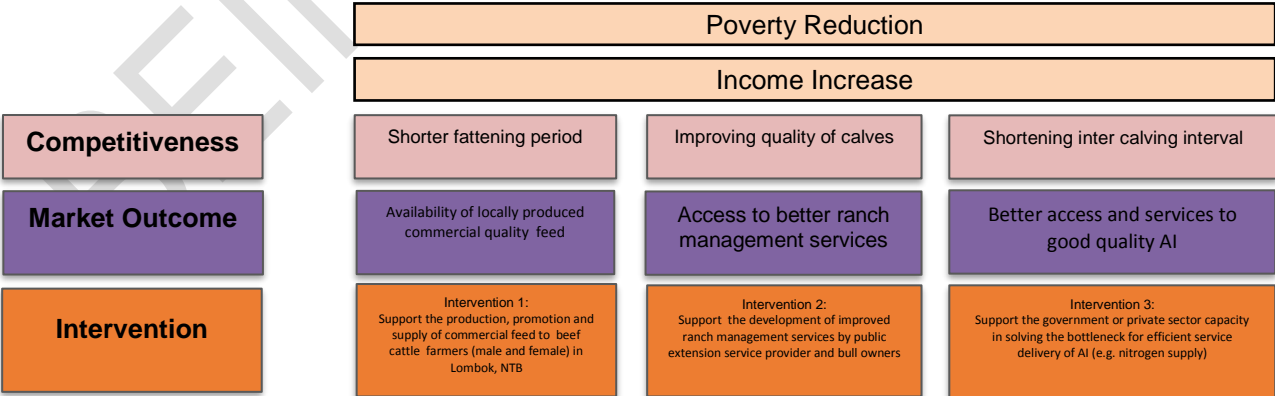 Poverty Reduction
Income Increase
Competitiveness
Shorter fattening period
Improving quality of calves
Shortening inter calving interval
Market Outcome
Availability of locally produced
commercial quality feed
Access to better ranch
management services
Better access and services to
good quality AI
Intervention
Intervention 1:
Support the production, promotion and
supply of commercial feed to beef
cattle farmers (male and female) in
Lombok, NTB
Intervention 2:
Support the development of improved
ranch management services by public
extension service provider and bull owners
Intervention 3:
Support the government or private sector capacity
in solving the bottleneck for efficient service
delivery of AI (e.g. nitrogen supply)